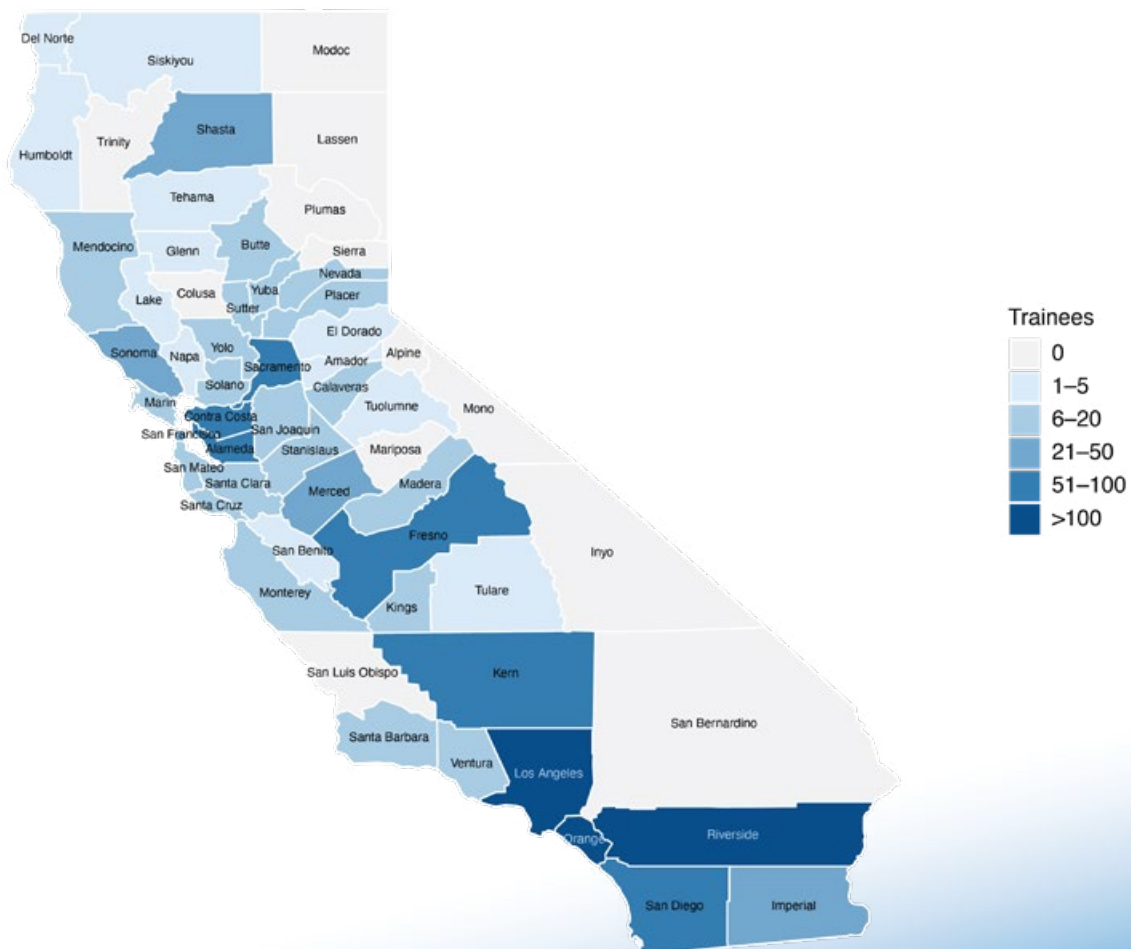 Del Norte
Siskiyou
Modoc
Shasta
Trinity
Lassen
Humboldt
Tehama
Plumas
Mendocino
Butte
Glenn
Sierra
Nevada
Colusa
Yuba
Placer
Lake
Sutter
El Dorado
Yolo
Sonoma
Napa
Sacramento
Amador
Alpine
Solano
Calaveras
Marin
Tuolumne
Mono
Contra Costa
San Francisco
San Joaquin
Alameda
Stanislaus
Mariposa
San Mateo
Santa Clara
Madera
Merced
Santa Cruz
Fresno
San Benito
Inyo
Monterey
Kings
Tulare
San Luis Obispo
Kern
San Bernardino
Santa Barbara
Ventura
Los Angeles
Orange
Riverside
San Diego
Imperial
Trainees
0
1–5
6–20
21–50
51–100
>100